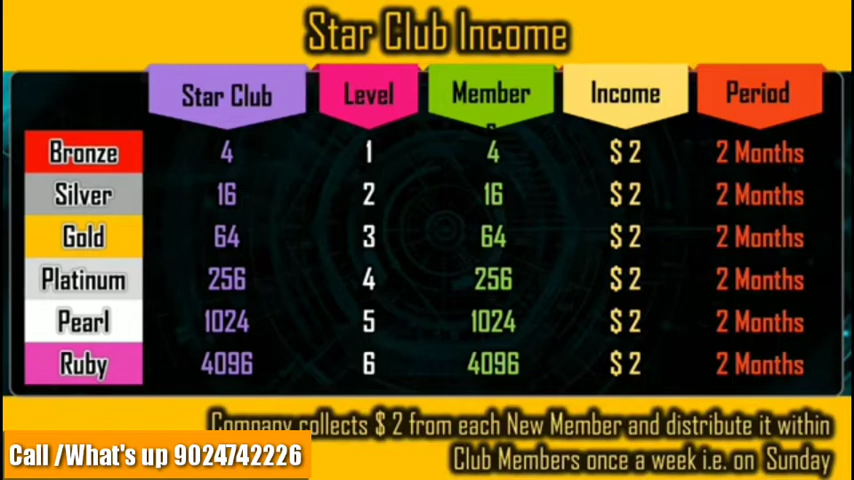 Star Club Income
Star Club Level Member Income Period
Bronze 4 1 4 $ 2 2 Months
Silver 16 2 16 $ 2 2 Months
Gold 64 3 64 $ 2 2 Months
Platinum 256 4 256 $ 2 2 Months
Pearl 1024 5 1024 $ 2 2 Months
Ruby 4096 6 4096 $ 2 2 Months
Company collects $ 2 from each New Member and distribute it within
Club Members once a week i.e. on Sunday
Call /What's up 9024742226